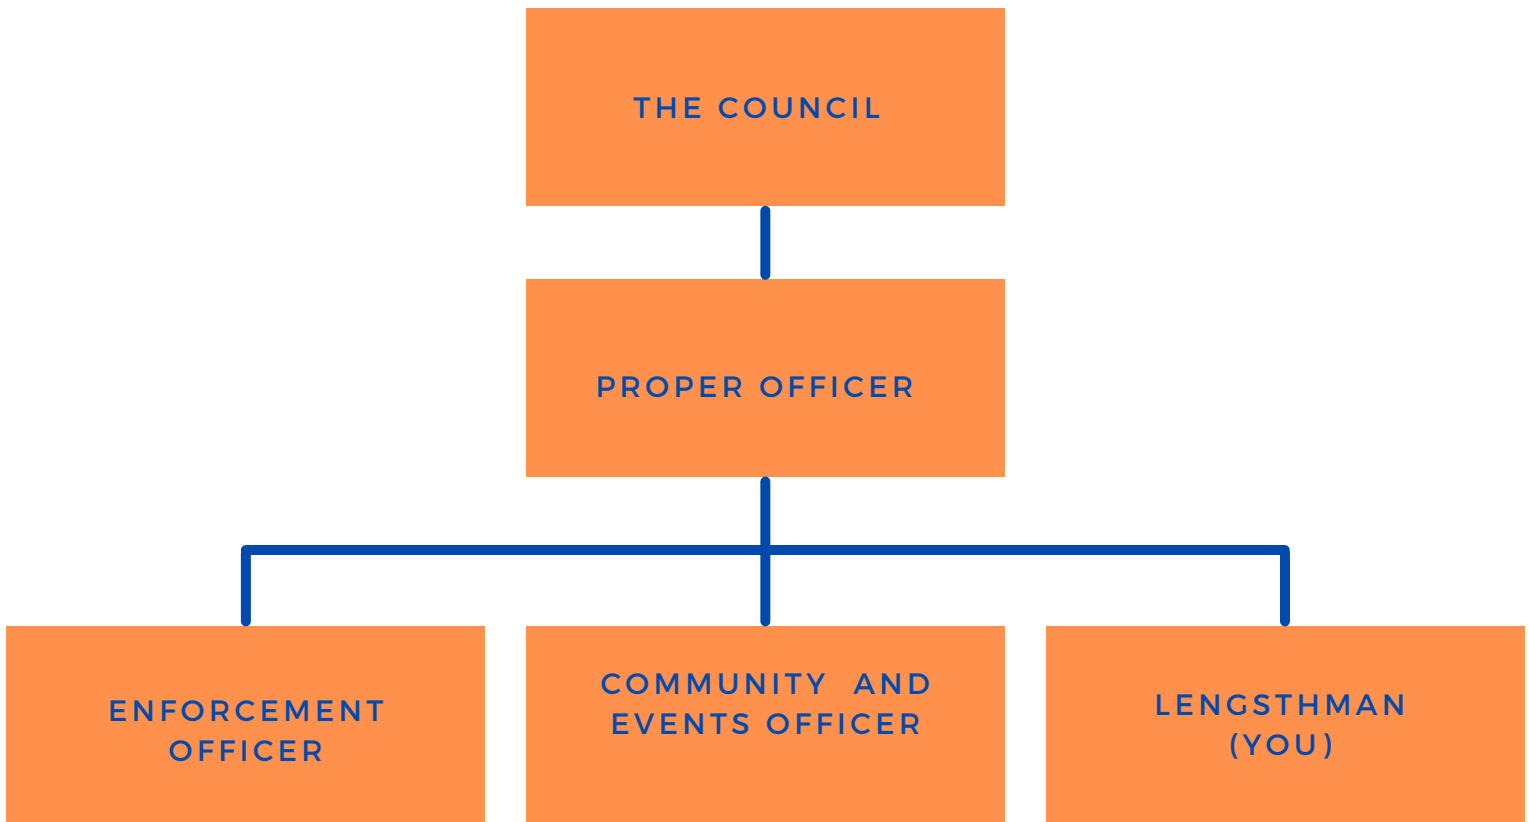 THE COUNCIL
PROPER OFFICER
ENFORCEMENT
OFFICER
COMMUNITY AND
EVENTS OFFICER
LENGSTHMAN
(YOU)